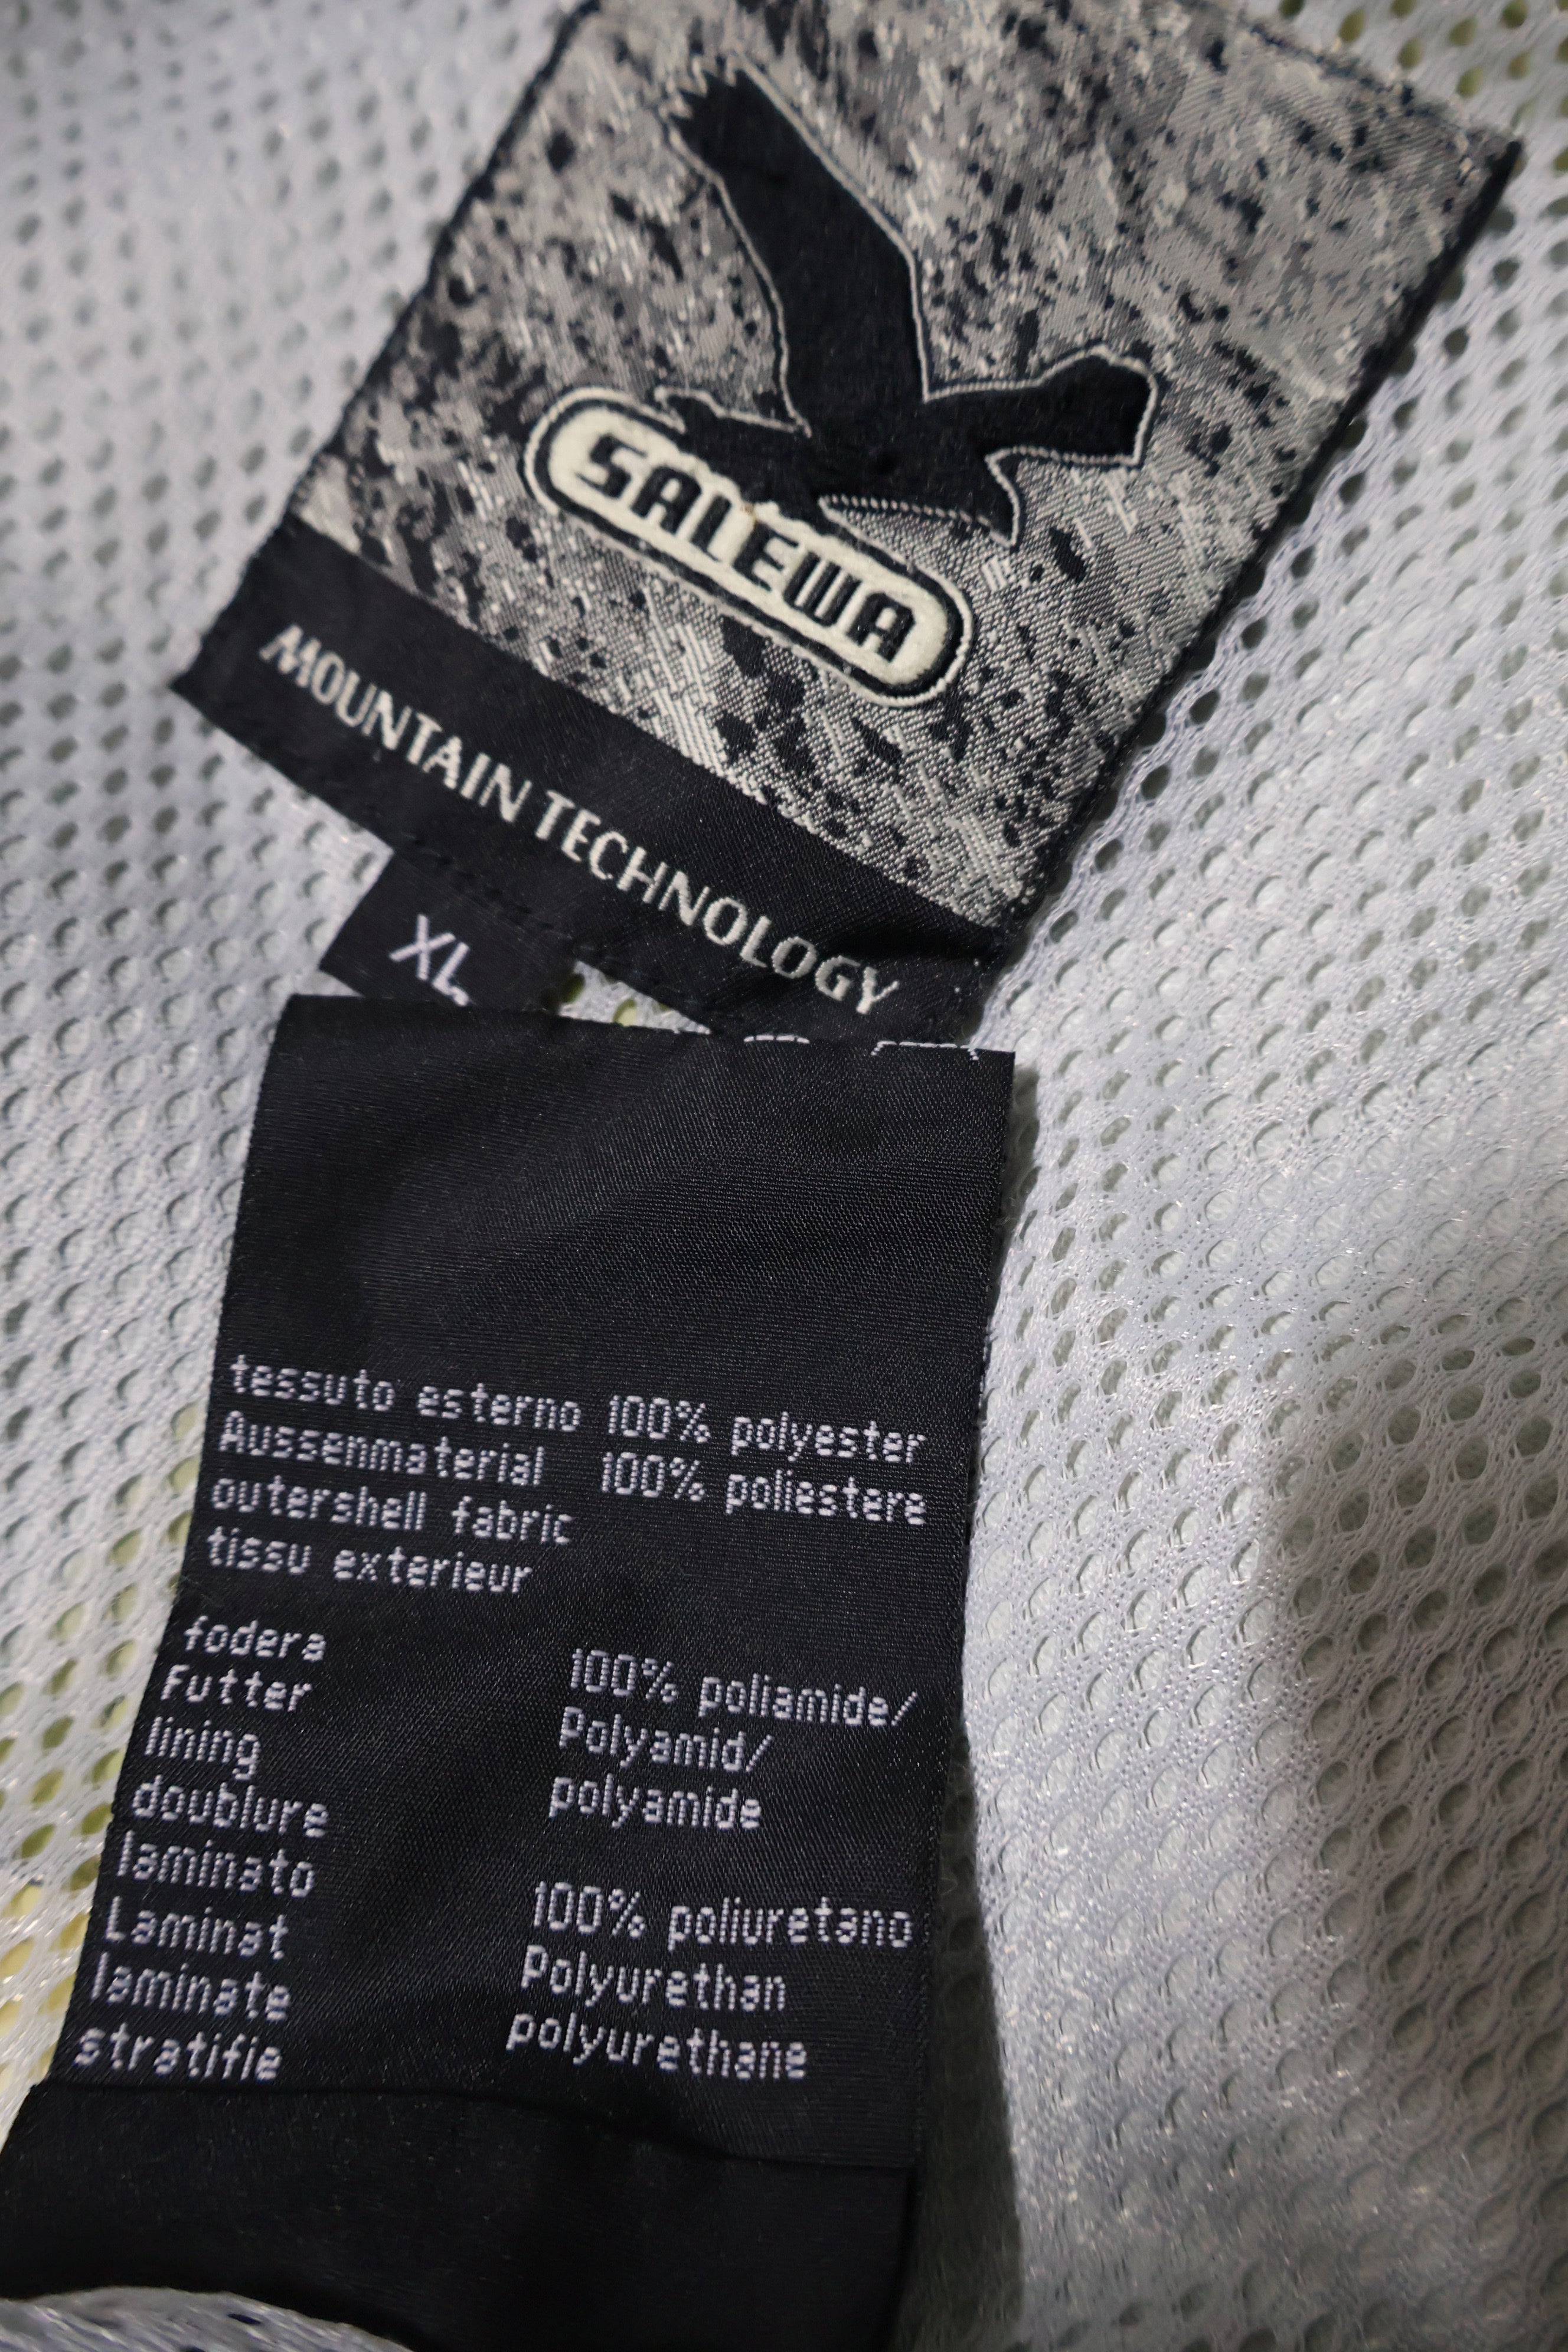 SALEWA
MOUNTAIN TECHNOLOGY
XL
tessuto esterno 100% polyester
Aussenmaterial 100% poliestere
outershell fabric
tissu exterieur
fodera
Futter 100% poliamide/
lining Polyamid/
doublure polyamide
laminato
Laminat 100% poliuretano
laminate Polyurethan
stratifie polyurethane